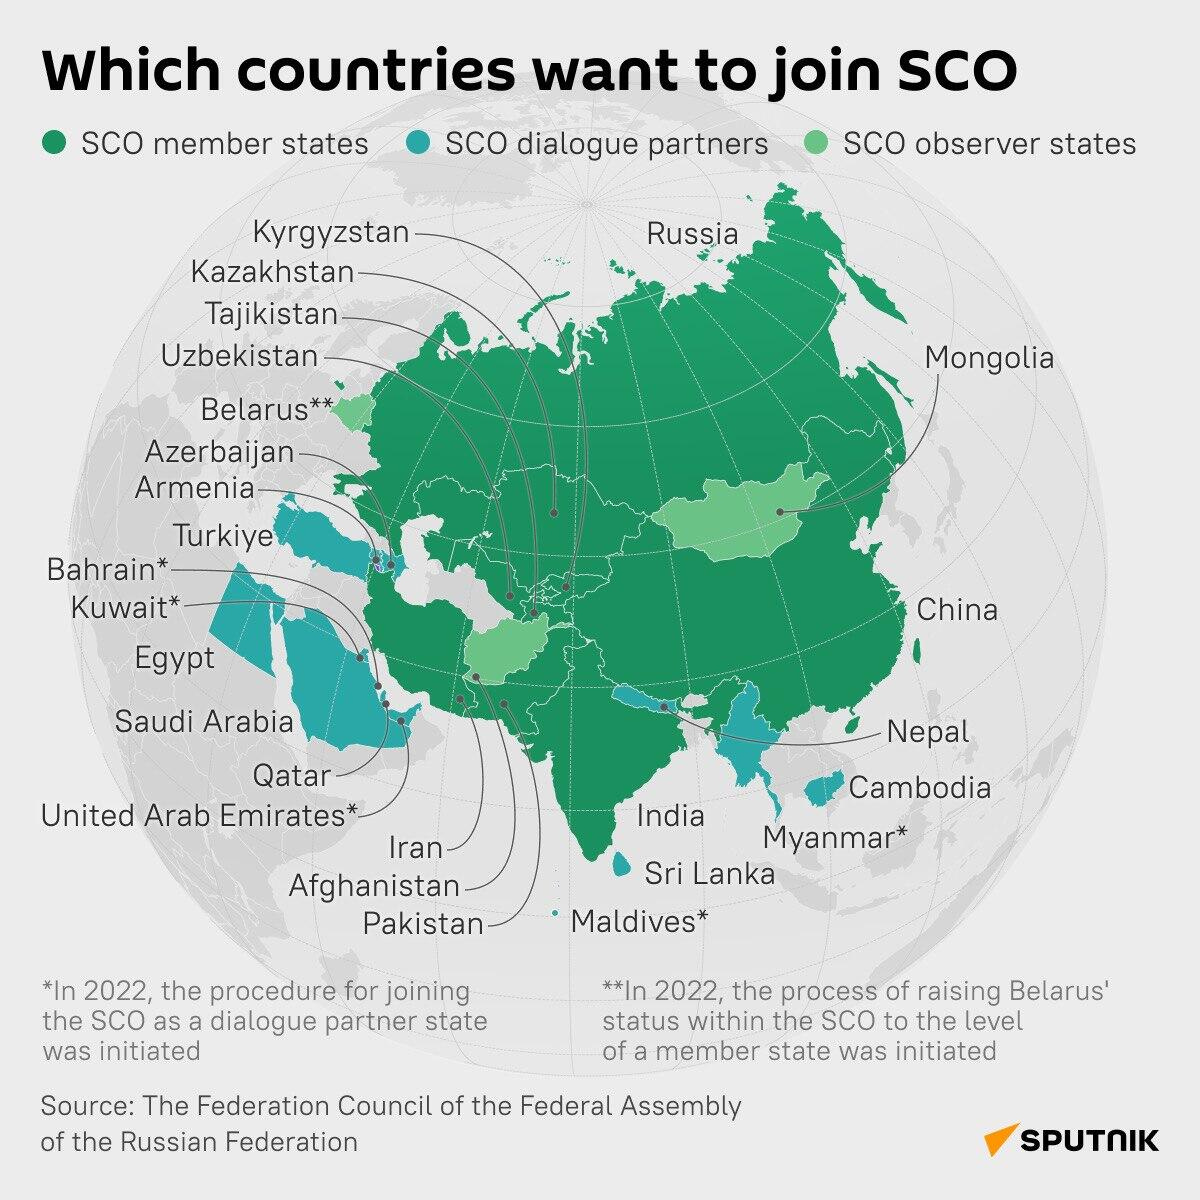 Which countries want to join SCO
SCO member states
SCO dialogue partners
SCO observer states
Kyrgyzstan
Russia
Kazakhstan
Tajikistan
Uzbekistan
Mongolia
Belarus**
Azerbaijan
Armenia
Turkiye
Bahrain*
Kuwait*
China
Egypt
Saudi Arabia
Nepal
Qatar
Cambodia
United Arab Emirates*
India
Myanmar*
Iran
Sri Lanka
Afghanistan
Pakistan
Maldives*
*In 2022, the procedure for joining
the SCO as a dialogue partner state
was initiated
**In 2022, the process of raising Belarus'
status within the SCO to the level
of a member state was initiated
Source: The Federation Council of the Federal Assembly
of the Russian Federation
SPUTNIK